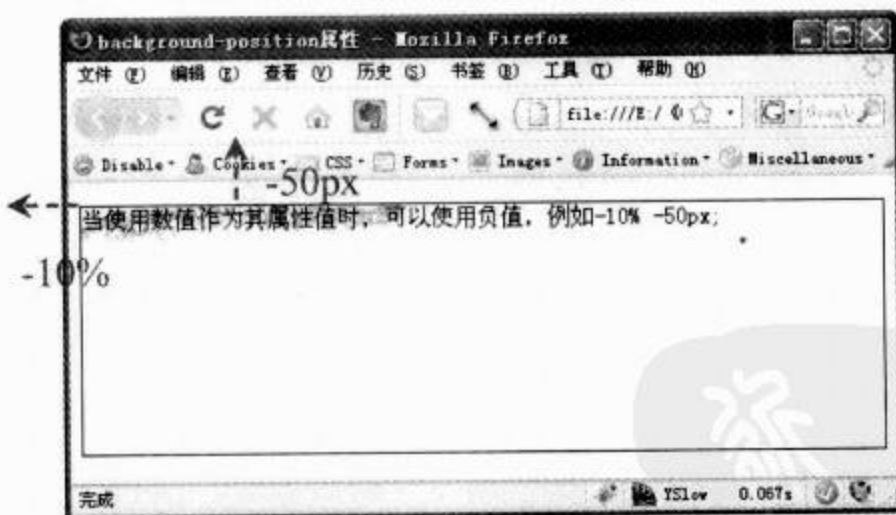 background-position属性 - Mozilla Firefox
文件 (F) 编辑 (E) 查看 (V) 历史 (S) 书签 (B) 工具 (T) 帮助 (H)
file:///E:/
Disable Cookies CSS Forms Images Information Miscellaneous
-50px
当使用数值作为其属性值时，可以使用负值，例如-10% -50px;
-10%
完成 YSlow 0.067s